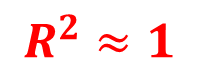 R² ≈ 1